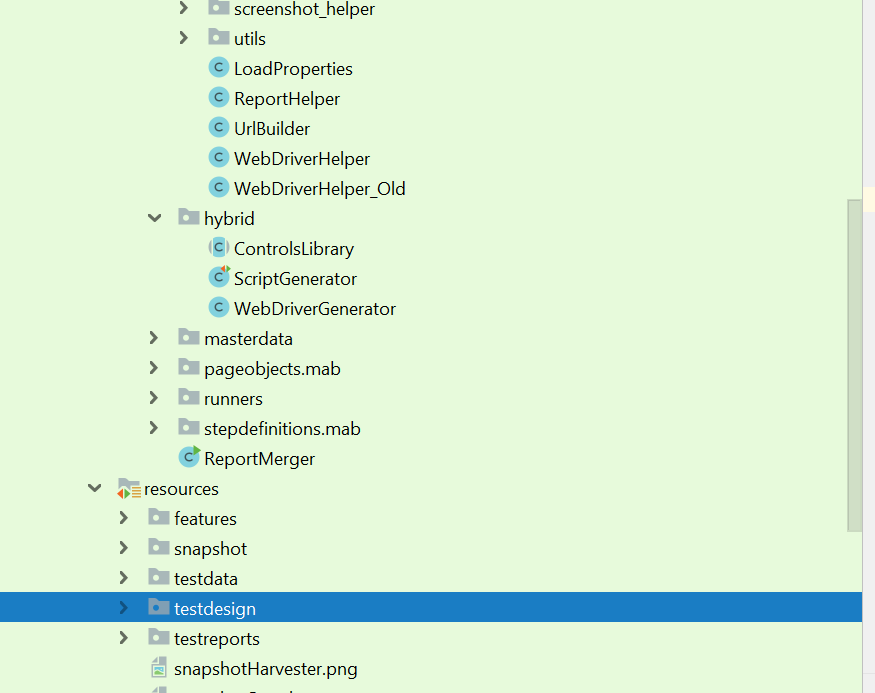 screenshot_helper
utils
LoadProperties
ReportHelper
UrlBuilder
WebDriverHelper
WebDriverHelper_Old
hybrid
ControlsLibrary
ScriptGenerator
WebDriverGenerator
masterdata
pageobjects.mab
runners
stepdefinitions.mab
ReportMerger
resources
features
snapshot
testdata
testdesign
testreports
snapshotHarvester.png